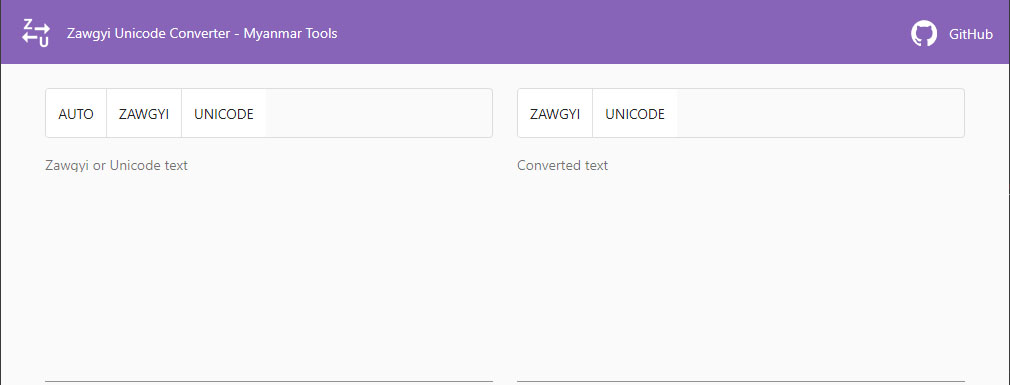 Z U Zawgyi Unicode Converter - Myanmar Tools GitHub
AUTO ZAWGYI UNICODE ZAWGYI UNICODE
Zawgyi or Unicode text Converted text